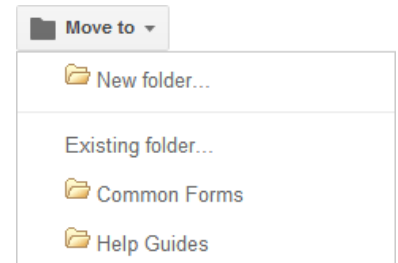 Move to
New folder...
Existing folder...
Common Forms
Help Guides